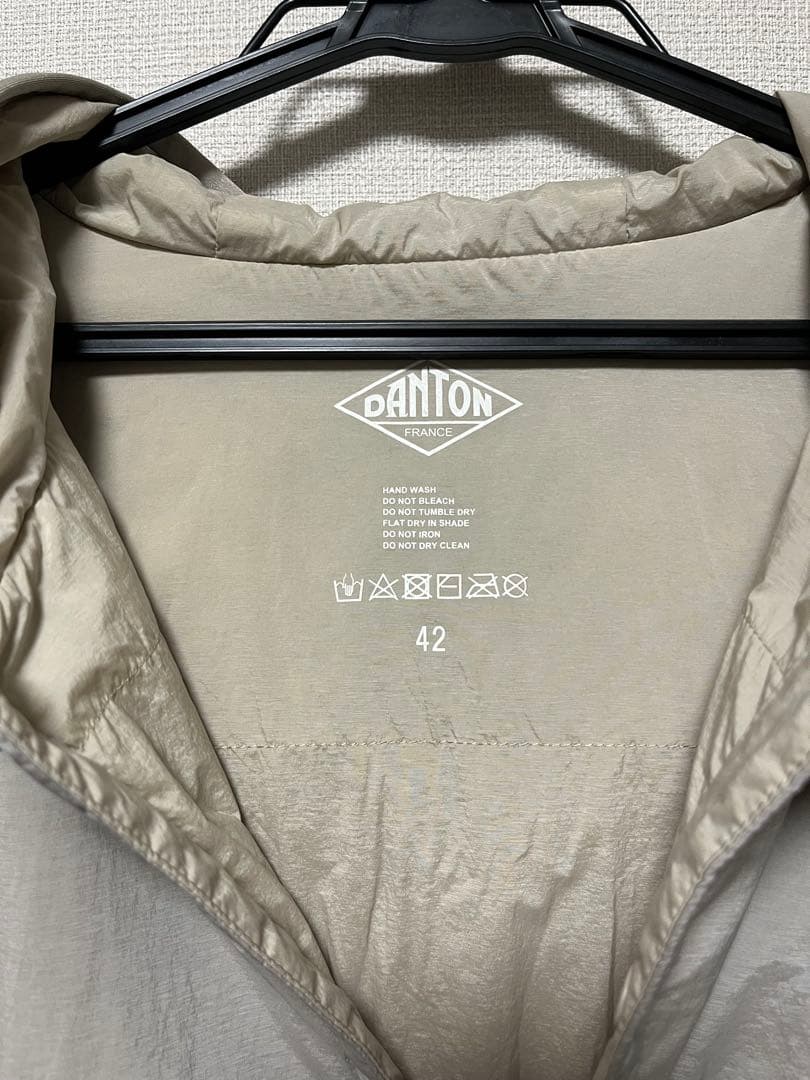 DANTON
FRANCE
HAND WASH
DO NOT BLEACH
DO NOT TUMBLE DRY
FLAT DRY IN SHADE
DO NOT IRON
DO NOT DRY CLEAN
42